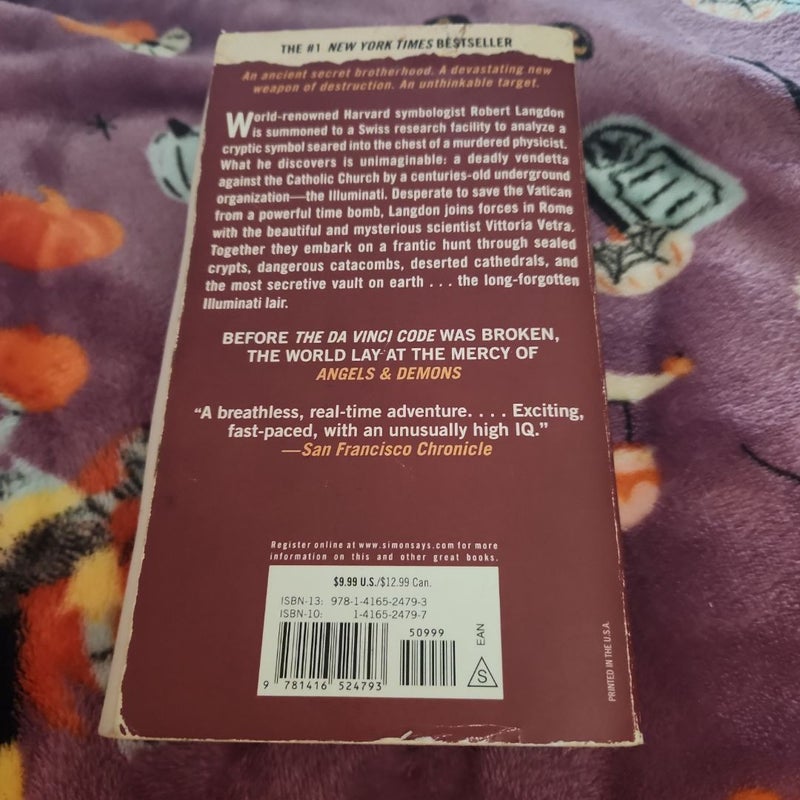 THE #1 NEW YORK TIMES BESTSELLER
An ancient secret brotherhood. A devastating new
weapon of destruction. An unthinkable target.
World-renowned Harvard symbologist Robert Langdon
is summoned to a Swiss research facility to analyze a
cryptic symbol seared into the chest of a murdered physicist.
What he discovers is unimaginable: a deadly vendetta
against the Catholic Church by a centuries-old underground
organization—the Illuminati. Desperate to save the Vatican
from a powerful time bomb, Langdon joins forces in Rome
with the beautiful and mysterious scientist Vittoria Vetra.
Together they embark on a frantic hunt through sealed
crypts, dangerous catacombs, deserted cathedrals, and
the most secretive vault on earth . . . the long-forgotten
Illuminati lair.
BEFORE THE DA VINCI CODE WAS BROKEN,
THE WORLD LAY AT THE MERCY OF
ANGELS & DEMONS
“A breathless, real-time adventure. . . . Exciting,
fast-paced, with an unusually high IQ.”
—San Francisco Chronicle
Register online at www.simonsays.com for more
information on this and other great books.
$9.99 U.S./$12.99 Can.
ISBN-13: 978-1-4165-2479-3
ISBN-10: 1-4165-2479-7
50999
EAN
S
9 781416 524793
PRINTED IN THE U.S.A.